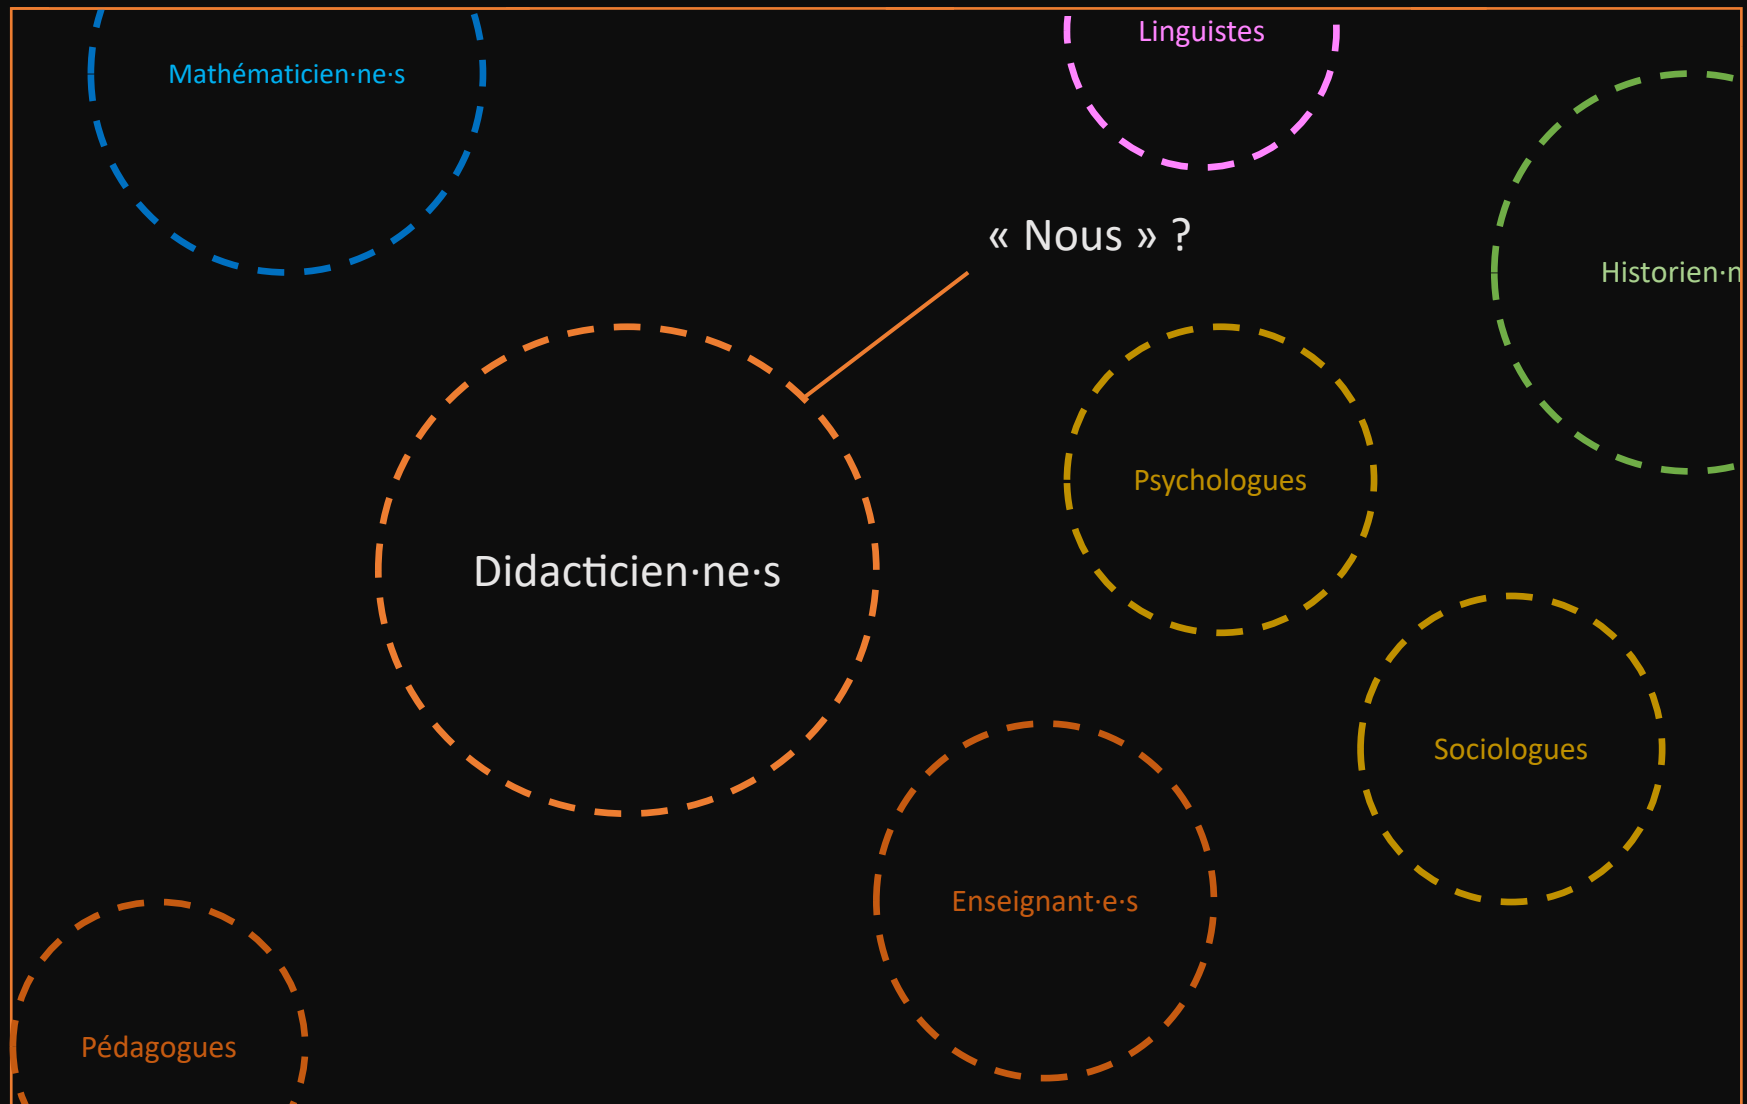 Linguistes
Mathématicien·ne·s
« Nous » ?
Historien·n
Psychologues
Didacticien·ne·s
Sociologues
Enseignant·e·s
Pédagogues